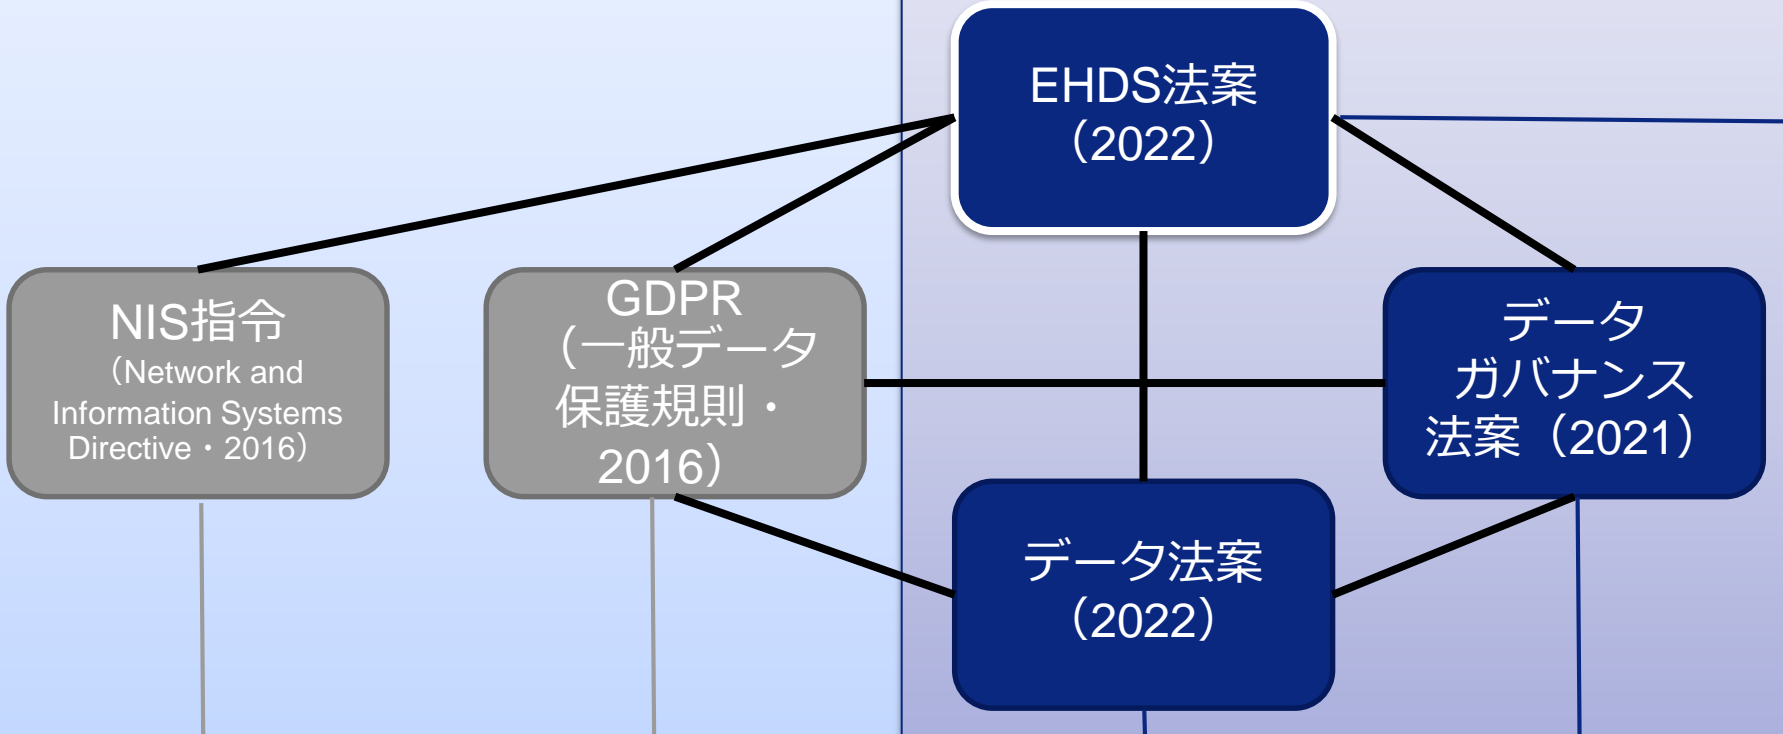 EHDS法案
（2022）
NIS指令
（Network and
Information Systems
Directive・2016）
GDPR
（一般データ
保護規則・
2016）
データ
ガバナンス
法案（2021）
データ法案
（2022）